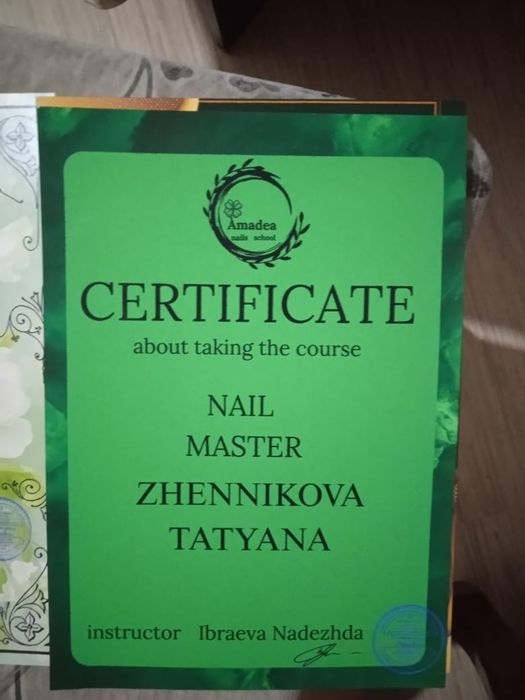 Amadea
nails school
CERTIFICATE
about taking the course
NAIL
MASTER
ZHENNIKOVA
TATYANA
instructor Ibraeva Nadezhda